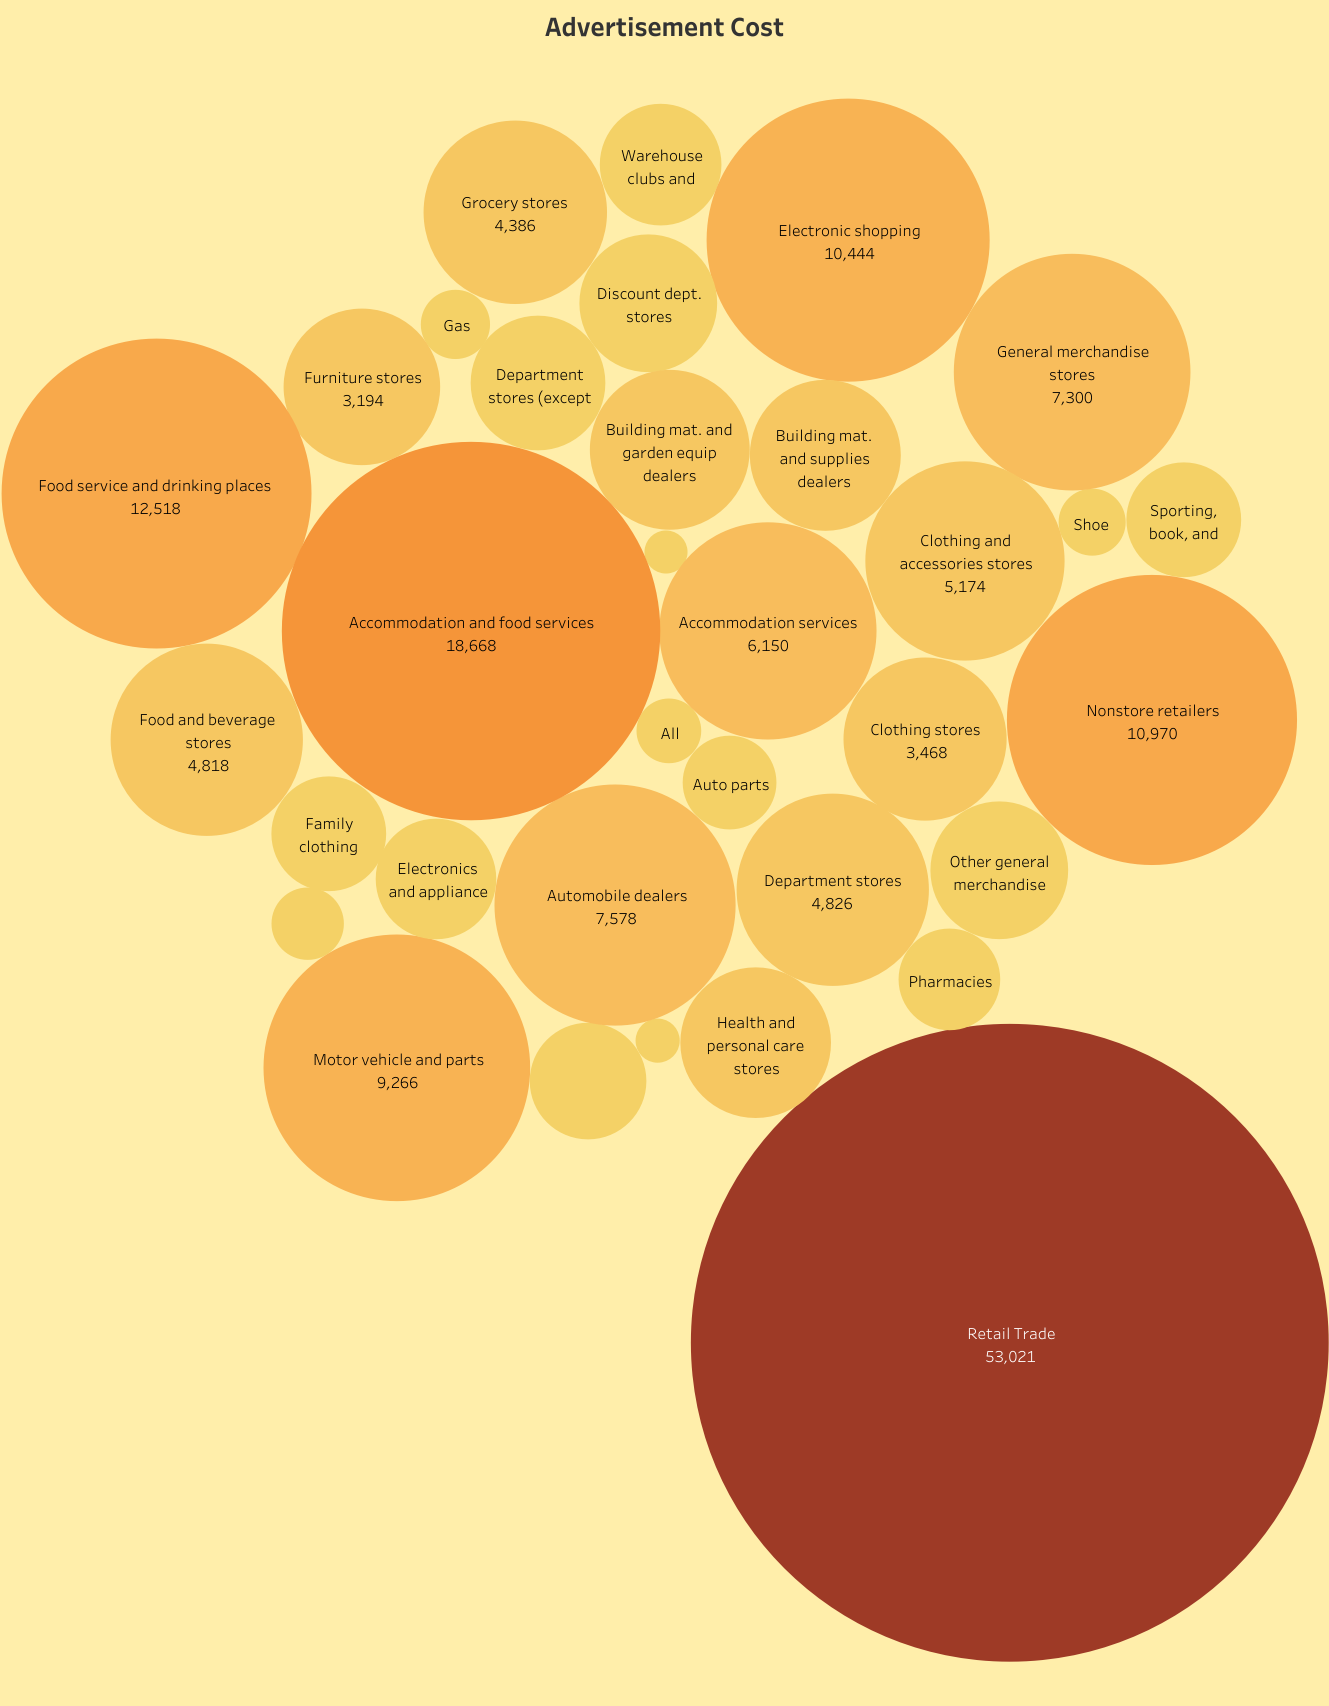 Advertisement Cost
Warehouse
clubs and
Grocery stores
4,386
Electronic shopping
10,444
Discount dept.
stores
Gas
General merchandise
stores
7,300
Furniture stores
3,194
Department
stores (except
Building mat. and
garden equip
dealers
Building mat.
and supplies
dealers
Food service and drinking places
12,518
Shoe
Sporting,
book, and
Clothing and
accessories stores
5,174
Accommodation and food services
18,668
Accommodation services
6,150
Food and beverage
stores
4,818
All
Clothing stores
3,468
Nonstore retailers
10,970
Auto parts
Family
clothing
Electronics
and appliance
Automobile dealers
7,578
Department stores
4,826
Other general
merchandise
Pharmacies
Motor vehicle and parts
9,266
Health and
personal care
stores
Retail Trade
53,021